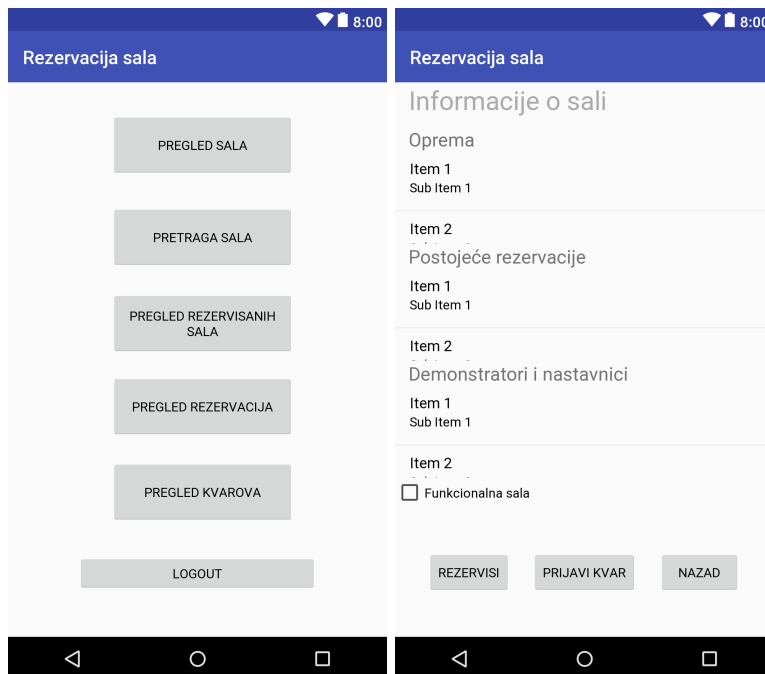 8:00
Rezervacija sala
PREGLED SALA
PRETRAGA SALA
PREGLED REZERVISANIH
SALA
PREGLED REZERVACIJA
PREGLED KVAROVA
LOGOUT
8:00
Rezervacija sala
Informacije o sali
Oprema
Item 1
Sub Item 1
Item 2
Postojeće rezervacije
Item 1
Sub Item 1
Item 2
Demonstratori i nastavnici
Item 1
Sub Item 1
Item 2
Funkcionalna sala
REZERVISI
PRIJAVI KVAR
NAZAD